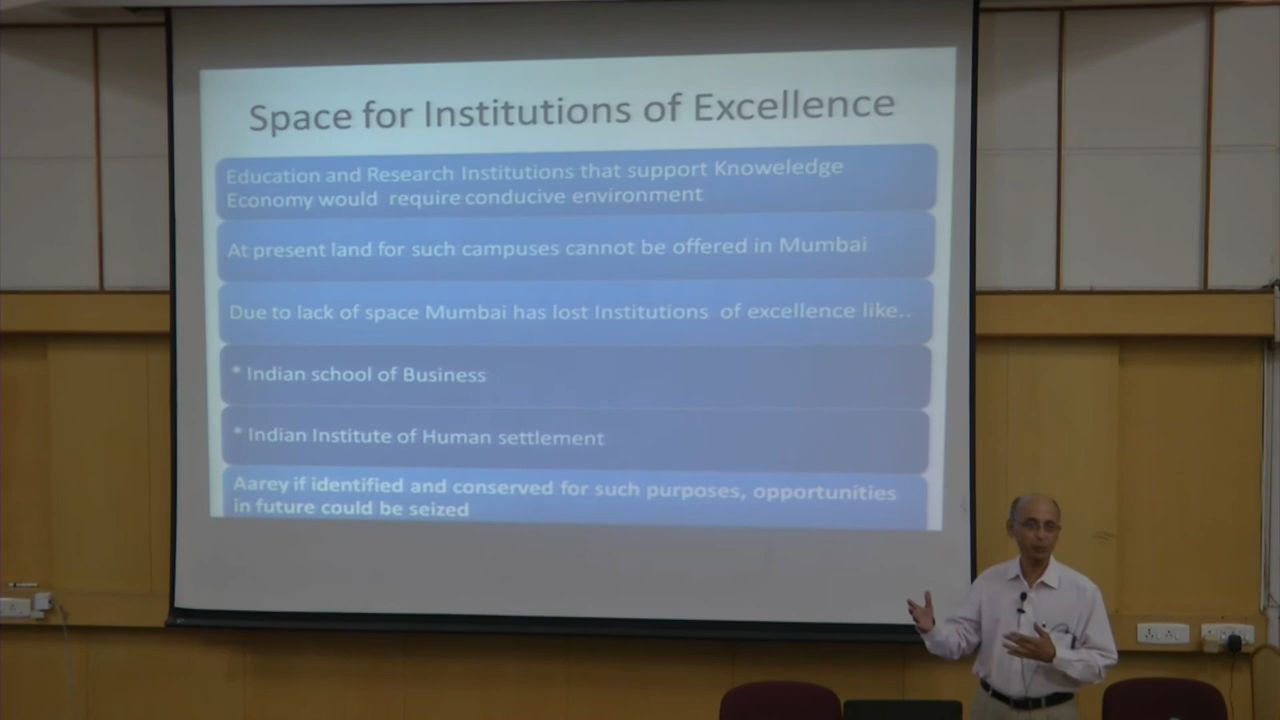 Space for Institutions of Excellence
Education and Research Institutions that support Knoweledge
Economy would require conducive environment
At present land for such campuses cannot be offered in Mumbai
Due to lack of space Mumbai has lost Institutions of excellence like..
* Indian school of Business
* Indian Institute of Human settlement
Aarey if identified and conserved for such purposes, opportunities
in future could be seized